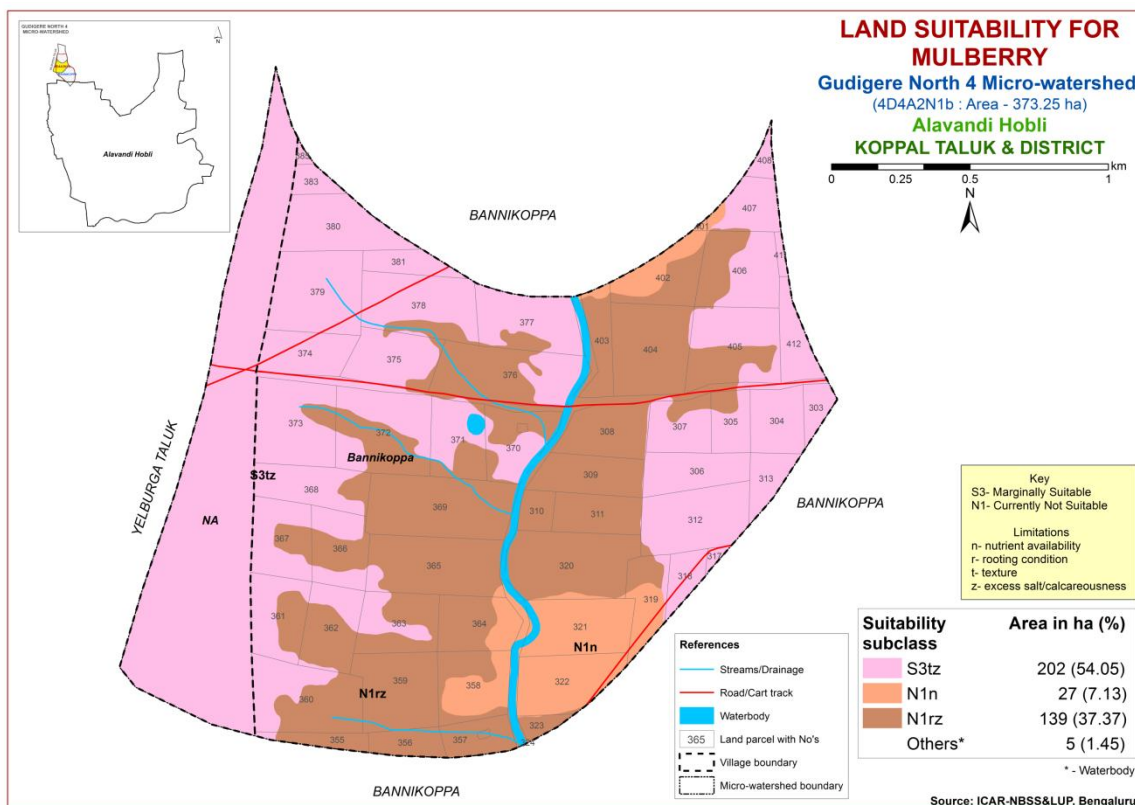 GUDIGERE NORTH 4
MICRO-WATERSHED
N
Alavandi Hobli
LAND SUITABILITY FOR
MULBERRY
Gudigere North 4 Micro-watershed
(4D4A2N1b : Area - 373.25 ha)
Alavandi Hobli
KOPPAL TALUK & DISTRICT
km
0 0.25 0.5 1
N
BANNIKOPPA
383
380
381
379
378
377
374
375
376
408
407
401
402
406
403
404
405
412
373
372
371
370
Bannikoppa
308
307
305
304
303
309
306
313
S3tz
368
369
310
311
312
BANNIKOPPA
YELBURGA TALUK
NA
367
366
365
320
317
318
319
361
362
363
364
321
N1n
359
358
322
N1rz
360
355
356
357
323
324
BANNIKOPPA
Key
S3- Marginally Suitable
N1- Currently Not Suitable
Limitations
n- nutrient availability
r- rooting condition
t- texture
z- excess salt/calcareousness
References
Streams/Drainage
Road/Cart track
Waterbody
365 Land parcel with No's
Village boundary
Micro-watershed boundary
Suitability subclass Area in ha (%)
S3tz 202 (54.05)
N1n 27 (7.13)
N1rz 139 (37.37)
Others* 5 (1.45)
* - Waterbody
Source: ICAR-NBSS&LUP, Bengaluru